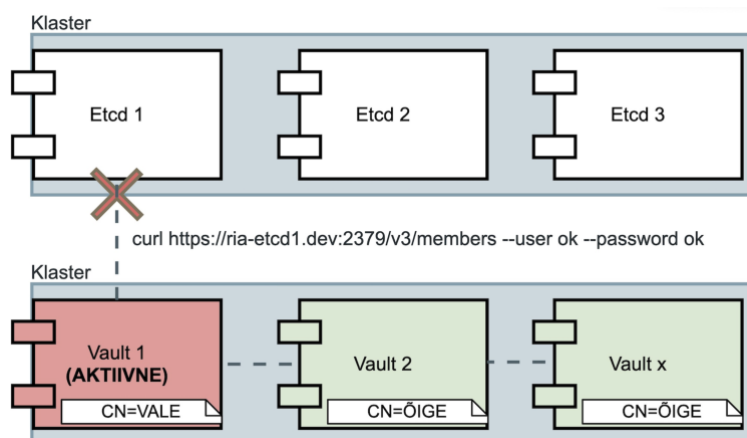 Klaster
Etcd 1
Etcd 2
Etcd 3
curl https://ria-etcd1.dev:2379/v3/members --user ok --password ok
Klaster
Vault 1
(AKTIIVNE)
Vault 2
Vault x
CN=VALE
CN=ÕIGE
CN=ÕIGE